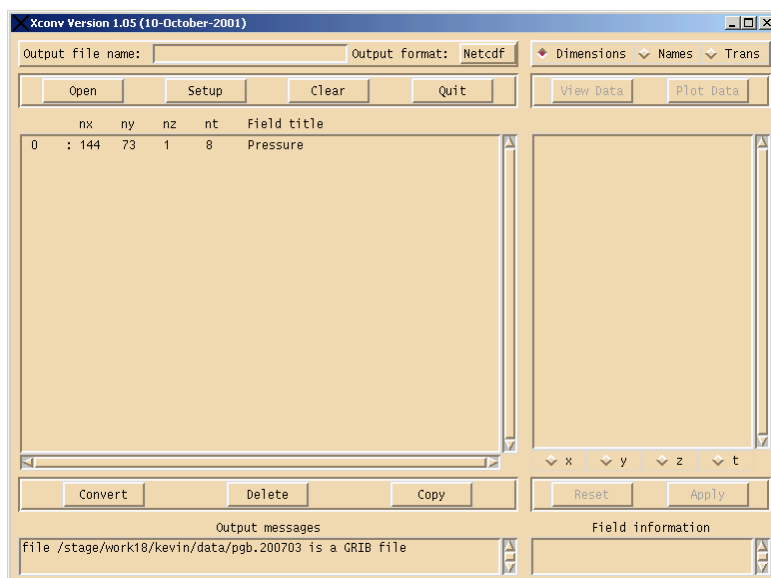 Xconv Version 1.05 (10-October-2001)
Output file name: Output format: Netcdf
Dimensions Names Trans
Open Setup Clear Quit
View Data Plot Data
nx ny nz nt Field title
0 : 144 73 1 8 Pressure
x y z t
Convert Delete Copy
Reset Apply
Output messages
Field information
file /stage/work18/kevin/data/pgb.200703 is a GRIB file